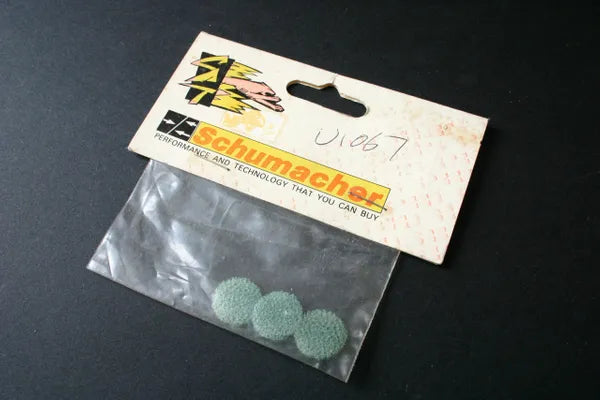 U1067
Schumacher
PERFORMANCE AND TECHNOLOGY THAT YOU CAN BUY